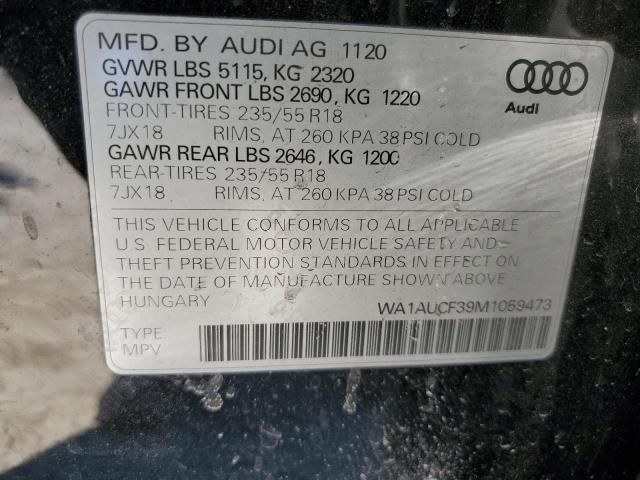 MFD. BY AUDI AG 1120
GVWR LBS 5115, KG 2320
GAWR FRONT LBS 2690, KG 1220
FRONT-TIRES 235/55 R18
7JX18 RIMS, AT 260 KPA 38 PSI COLD
GAWR REAR LBS 2646, KG 1200
REAR-TIRES 235/55 R18
7JX18 RIMS, AT 260 KPA 38 PSI COLD
Audi
THIS VEHICLE CONFORMS TO ALL APPLICABLE
U.S. FEDERAL MOTOR VEHICLE SAFETY AND
THEFT PREVENTION STANDARDS IN EFFECT ON
THE DATE OF MANUFACTURE SHOWN ABOVE
HUNGARY
WA1AUCF39M1059473
TYPE:
MPV